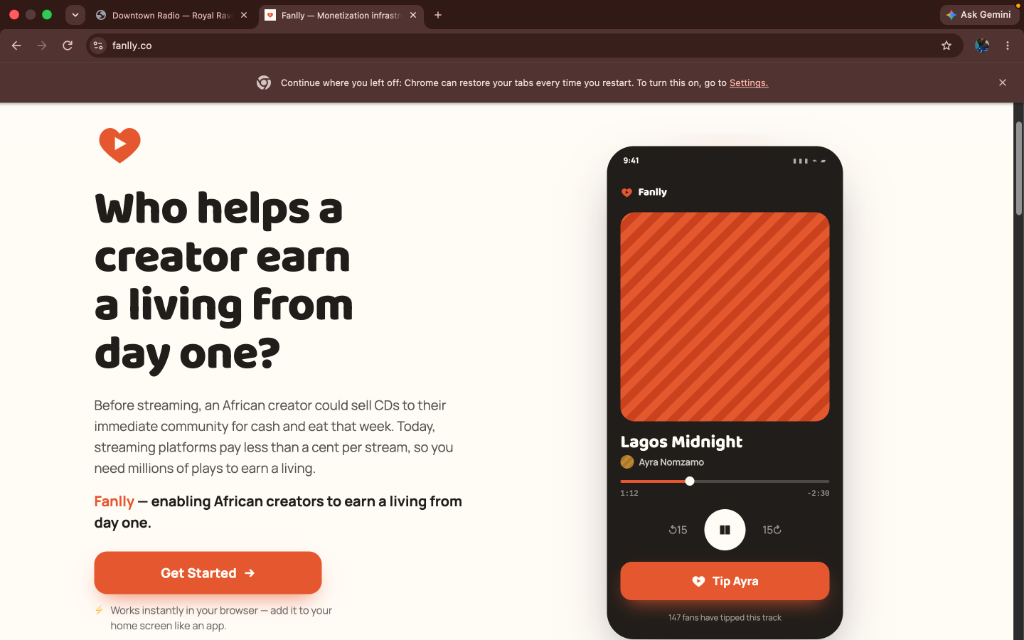 Downtown Radio — Royal Rav
Fanlly — Monetization infrastr
Ask Gemini
fanlly.co
Continue where you left off: Chrome can restore your tabs every time you restart. To turn this on, go to Settings.
Who helps a
creator earn
a living from
day one?
Before streaming, an African creator could sell CDs to their
immediate community for cash and eat that week. Today,
streaming platforms pay less than a cent per stream, so you
need millions of plays to earn a living.
Fanlly — enabling African creators to earn a living from
day one.
Get Started →
⚡ Works instantly in your browser — add it to your
home screen like an app.
9:41
Fanlly
Lagos Midnight
Ayra Nomzamo
1:12 -2:30
↺15 15↻
Tip Ayra
147 fans have tipped this track